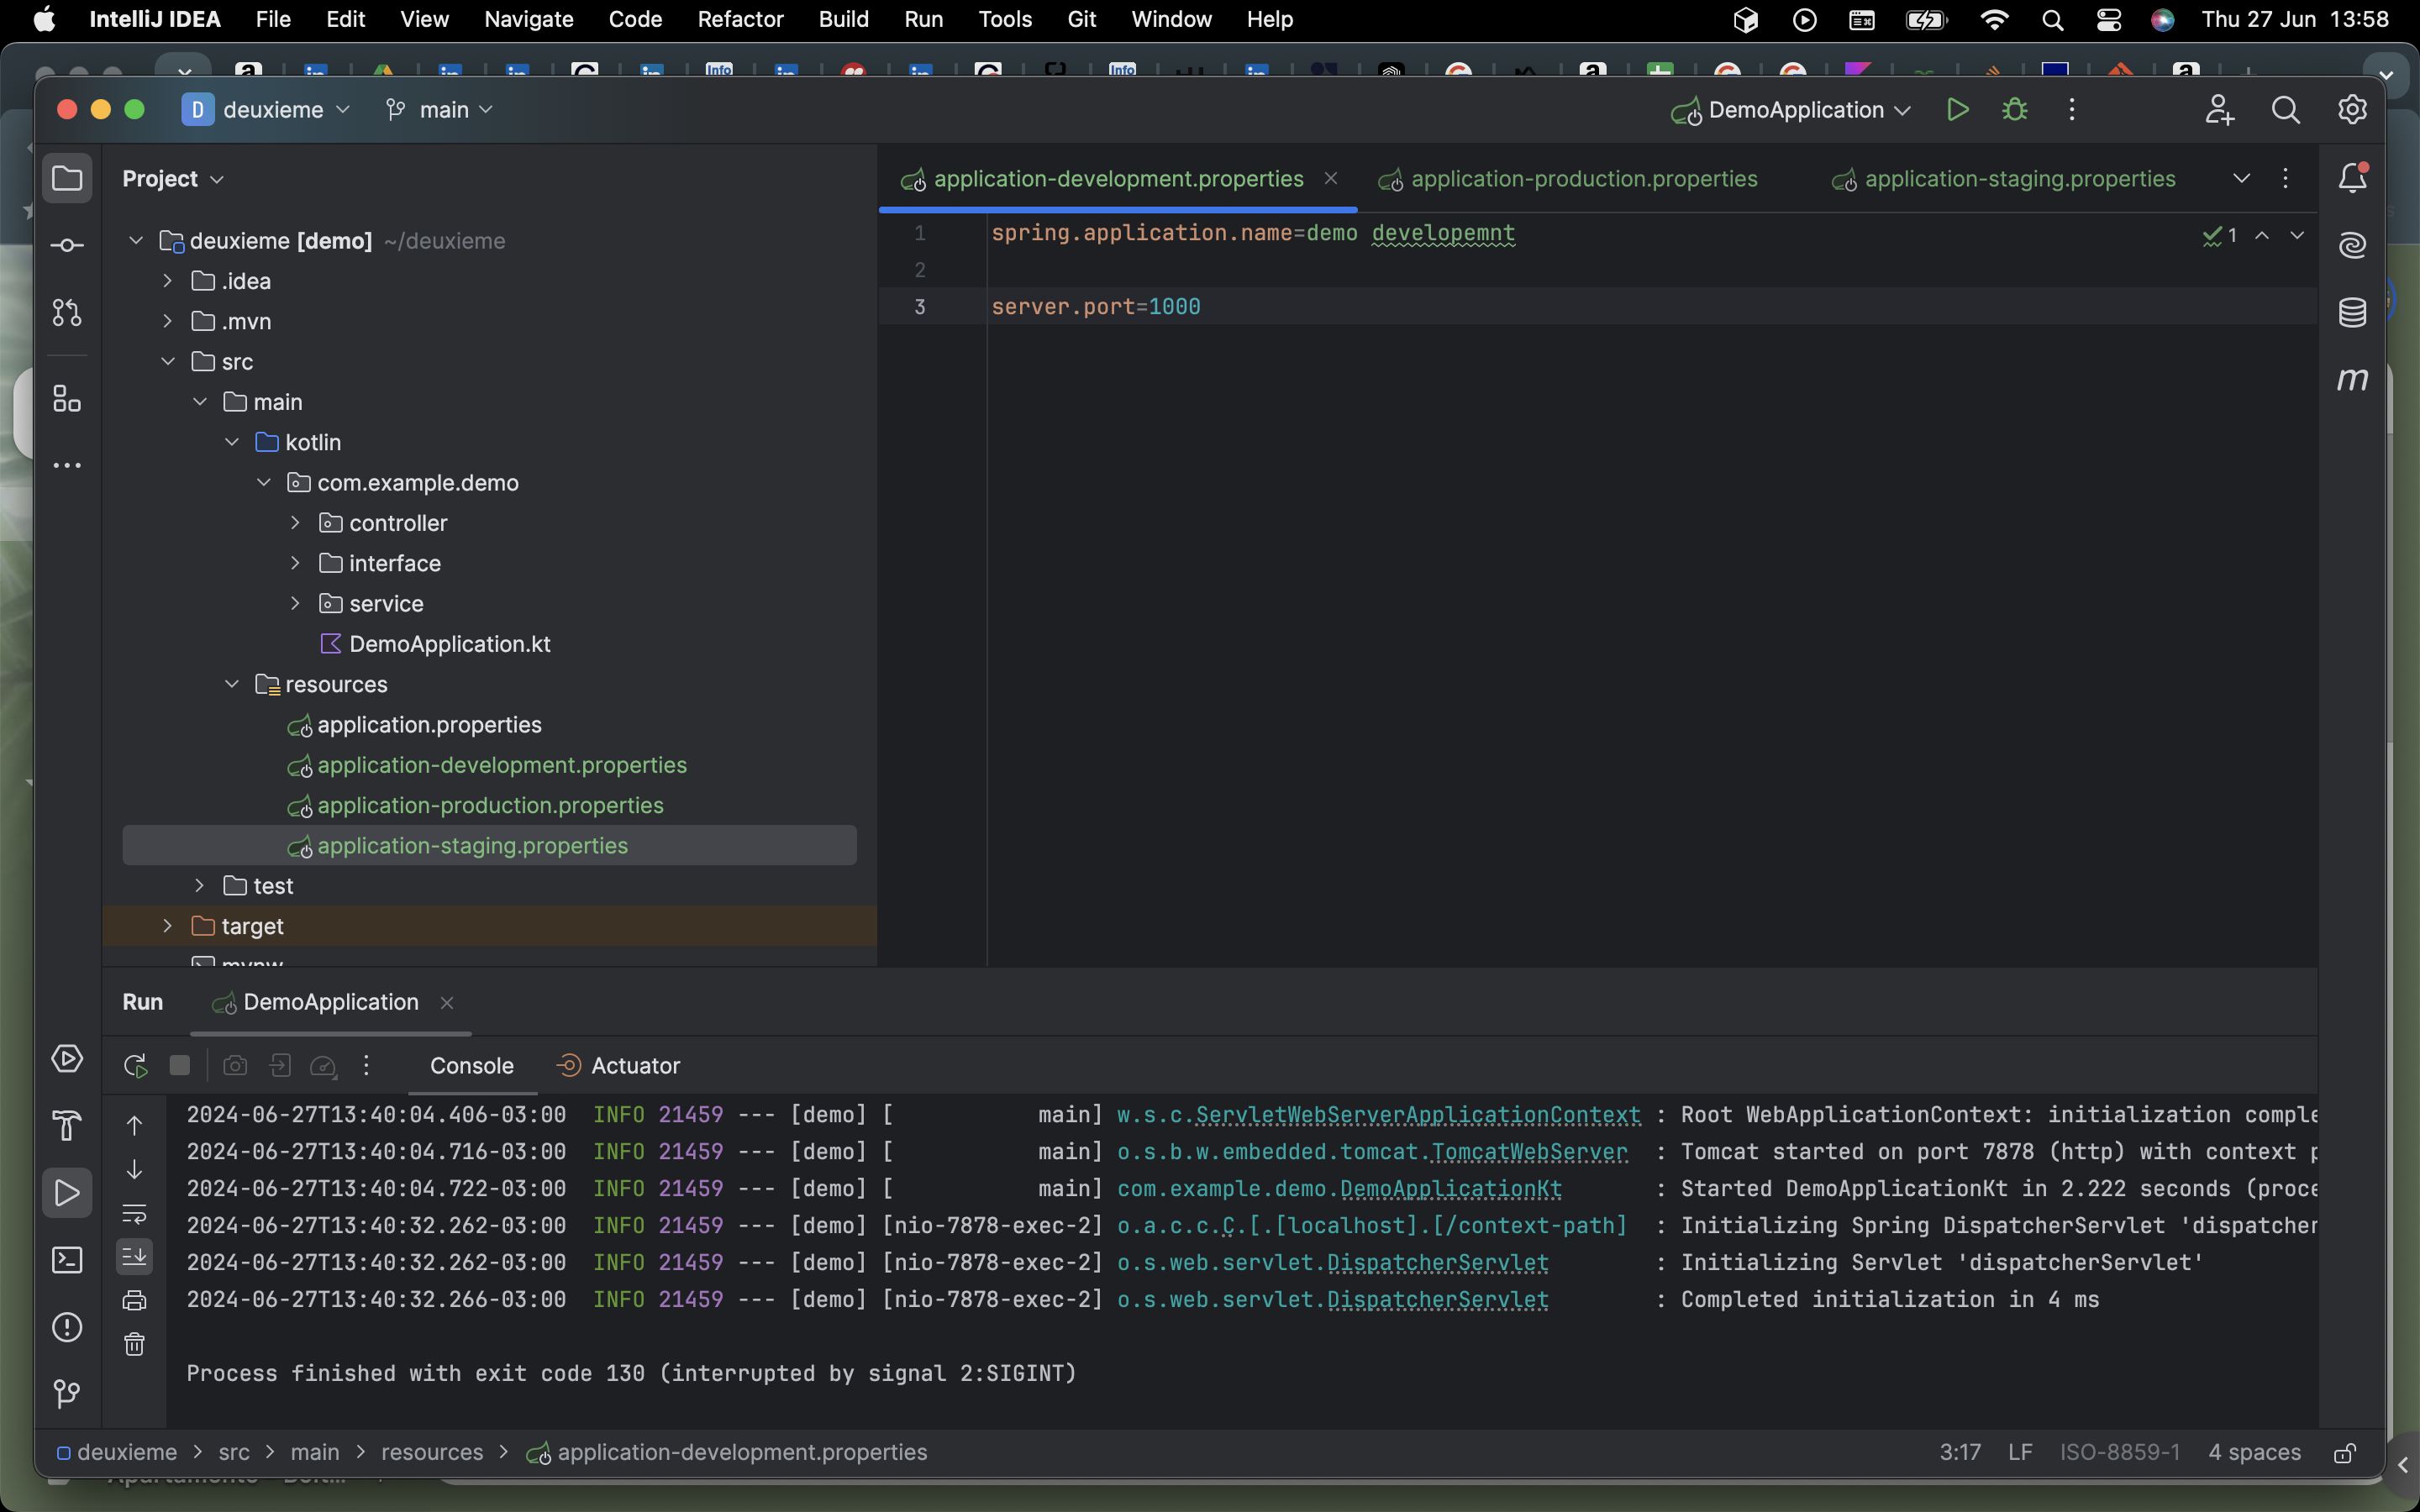 IntelliJ IDEA File Edit View Navigate Code Refactor Build Run Tools Git Window Help Thu 27 Jun 13:58
D deuxieme main DemoApplication
Project
application-development.properties application-production.properties application-staging.properties
deuxieme [demo] ~/deuxieme
.idea
.mvn
src
main
kotlin
com.example.demo
controller
interface
service
DemoApplication.kt
resources
application.properties
application-development.properties
application-production.properties
application-staging.properties
test
target
1 spring.application.name=demo developemnt
2
3 server.port=1000
1
m
Run DemoApplication
Console Actuator
2024-06-27T13:40:04.406-03:00 INFO 21459 --- [demo] [ main] w.s.c.ServletWebServerApplicationContext : Root WebApplicationContext: initialization comple
2024-06-27T13:40:04.716-03:00 INFO 21459 --- [demo] [ main] o.s.b.w.embedded.tomcat.TomcatWebServer : Tomcat started on port 7878 (http) with context p
2024-06-27T13:40:04.722-03:00 INFO 21459 --- [demo] [ main] com.example.demo.DemoApplicationKt : Started DemoApplicationKt in 2.222 seconds (proce
2024-06-27T13:40:32.262-03:00 INFO 21459 --- [demo] [nio-7878-exec-2] o.a.c.c.C.[.[localhost].[/context-path] : Initializing Spring DispatcherServlet 'dispatcher
2024-06-27T13:40:32.262-03:00 INFO 21459 --- [demo] [nio-7878-exec-2] o.s.web.servlet.DispatcherServlet : Initializing Servlet 'dispatcherServlet'
2024-06-27T13:40:32.266-03:00 INFO 21459 --- [demo] [nio-7878-exec-2] o.s.web.servlet.DispatcherServlet : Completed initialization in 4 ms
Process finished with exit code 130 (interrupted by signal 2:SIGINT)
deuxieme > src > main > resources > application-development.properties 3:17 LF ISO-8859-1 4 spaces